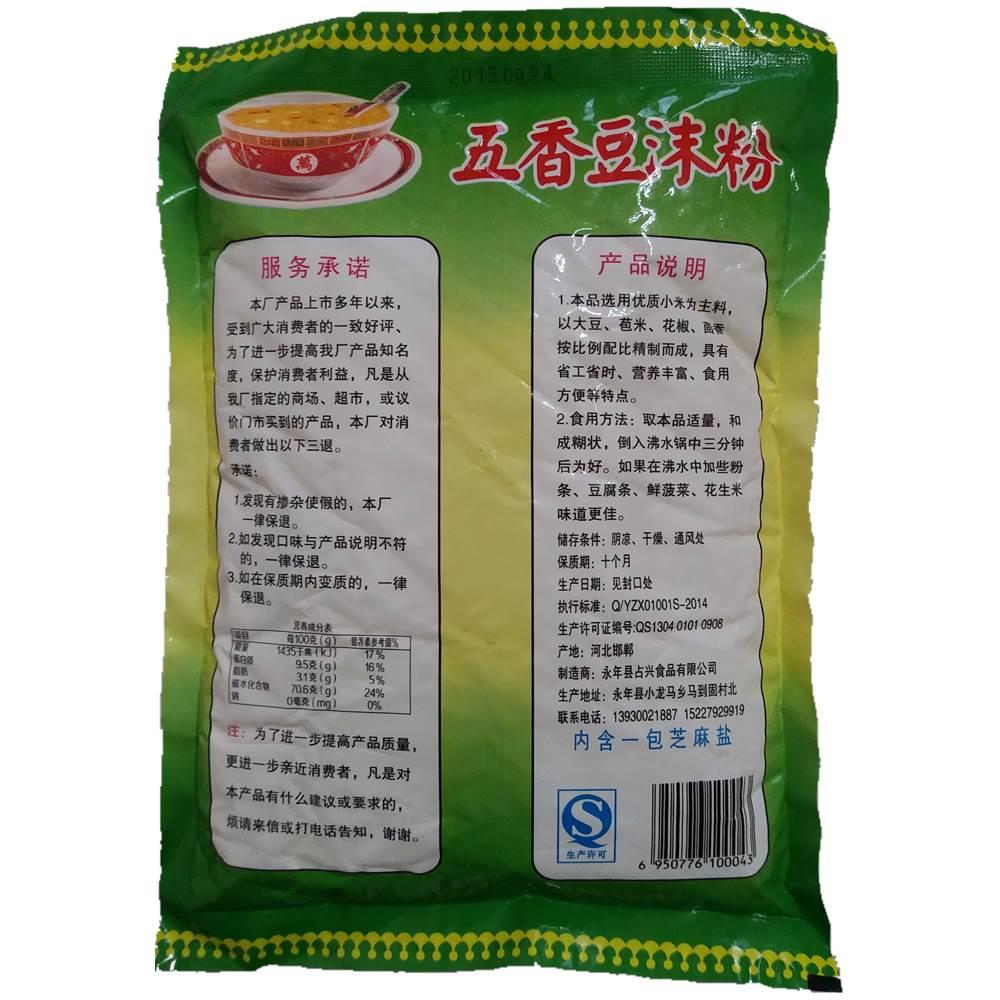 2015.09.24
萬
五香豆沫粉
服务承诺
本厂产品上市多年以来,
受到广大消费者的一致好评、
为了进一步提高我厂产品知名
度，保护消费者利益，凡是从
我厂指定的商场、超市，或议
价门市买到的产品，本厂对消
费者做出以下三退。
承诺:
1.发现有掺杂使假的，本厂
一律保退。
2.如发现口味与产品说明不符
的，一律保退。
3.如在保质期内变质的，一律
保退。
营养成分表
项目 每100克(g) 营养素参考值%
能量 1435千焦(kJ) 17%
蛋白质 9.5克(g) 16%
脂肪 3.1克(g) 5%
碳水化合物 70.6克(g) 24%
钠 0毫克(mg) 0%
注: 为了进一步提高产品质量,
更进一步亲近消费者，凡是对
本产品有什么建议或要求的,
烦请来信或打电话告知，谢谢。
产品说明
1.本品选用优质小米为主料,
以大豆、苞米、花椒、茴香
按比例配比精制而成，具有
省工省时、营养丰富、食用
方便等特点。
2.食用方法：取本品适量，和
成糊状，倒入沸水锅中三分钟
后为好。如果在沸水中加些粉
条、豆腐条、鲜菠菜、花生米
味道更佳。
储存条件：阴凉、干燥、通风处
保质期：十个月
生产日期：见封口处
执行标准：Q/YZX01001S-2014
生产许可证编号:QS1304 0101 0908
产地：河北邯郸
制造商：永年县占兴食品有限公司
生产地址：永年县小龙马乡马到固村北
联系电话：13930021887 15227929919
内含一包芝麻盐
生产许可
6 950776 100043